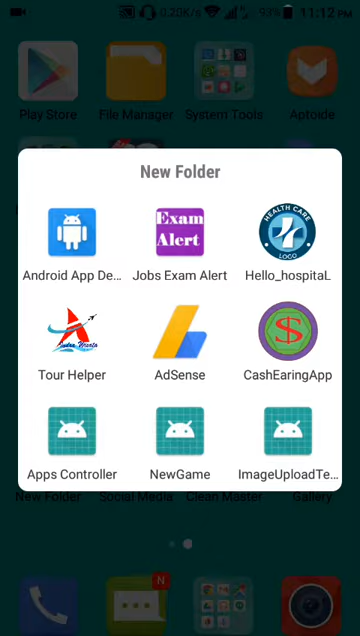 0.20K/s 93% 11:12 PM
Play Store File Manager System Tools Aptoide
New Folder
Exam
Alert
HEALTH CARE
LOGO
Android App De... Jobs Exam Alert Hello_hospitaL
Tour Helper AdSense CashEaringApp
Apps Controller NewGame ImageUploadTe...
New Folder Social Media Clean Master Gallery
N